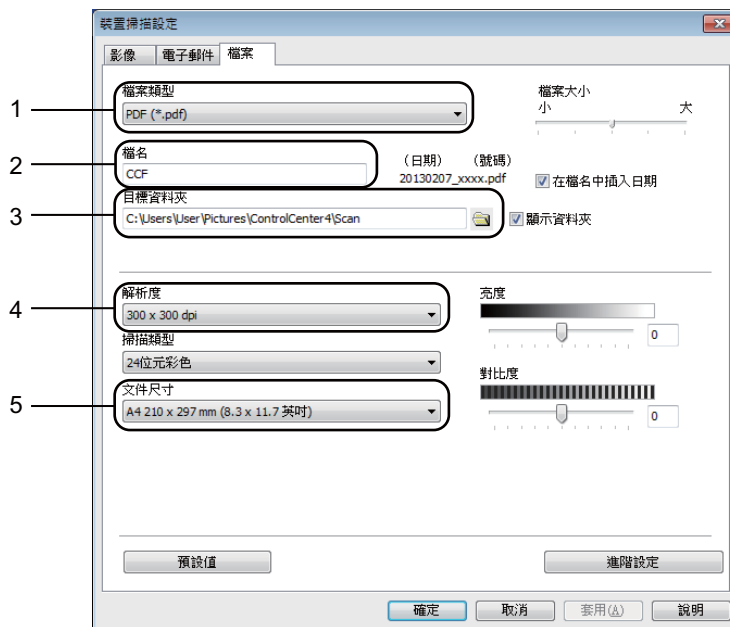 裝置掃描設定
影像 電子郵件 檔案
1
檔案類型
PDF (*.pdf)
檔案大小
小 大
2
檔名
CCF
(日期) (號碼)
20130207_xxxx.pdf
在檔名中插入日期
3
目標資料夾
C:\Users\User\Pictures\ControlCenter4\Scan
顯示資料夾
4
解析度
300 x 300 dpi
掃描類型
24位元彩色
5
文件尺寸
A4 210 x 297 mm (8.3 x 11.7 英吋)
亮度
0
對比度
0
預設值 進階設定
確定 取消 套用(A) 說明